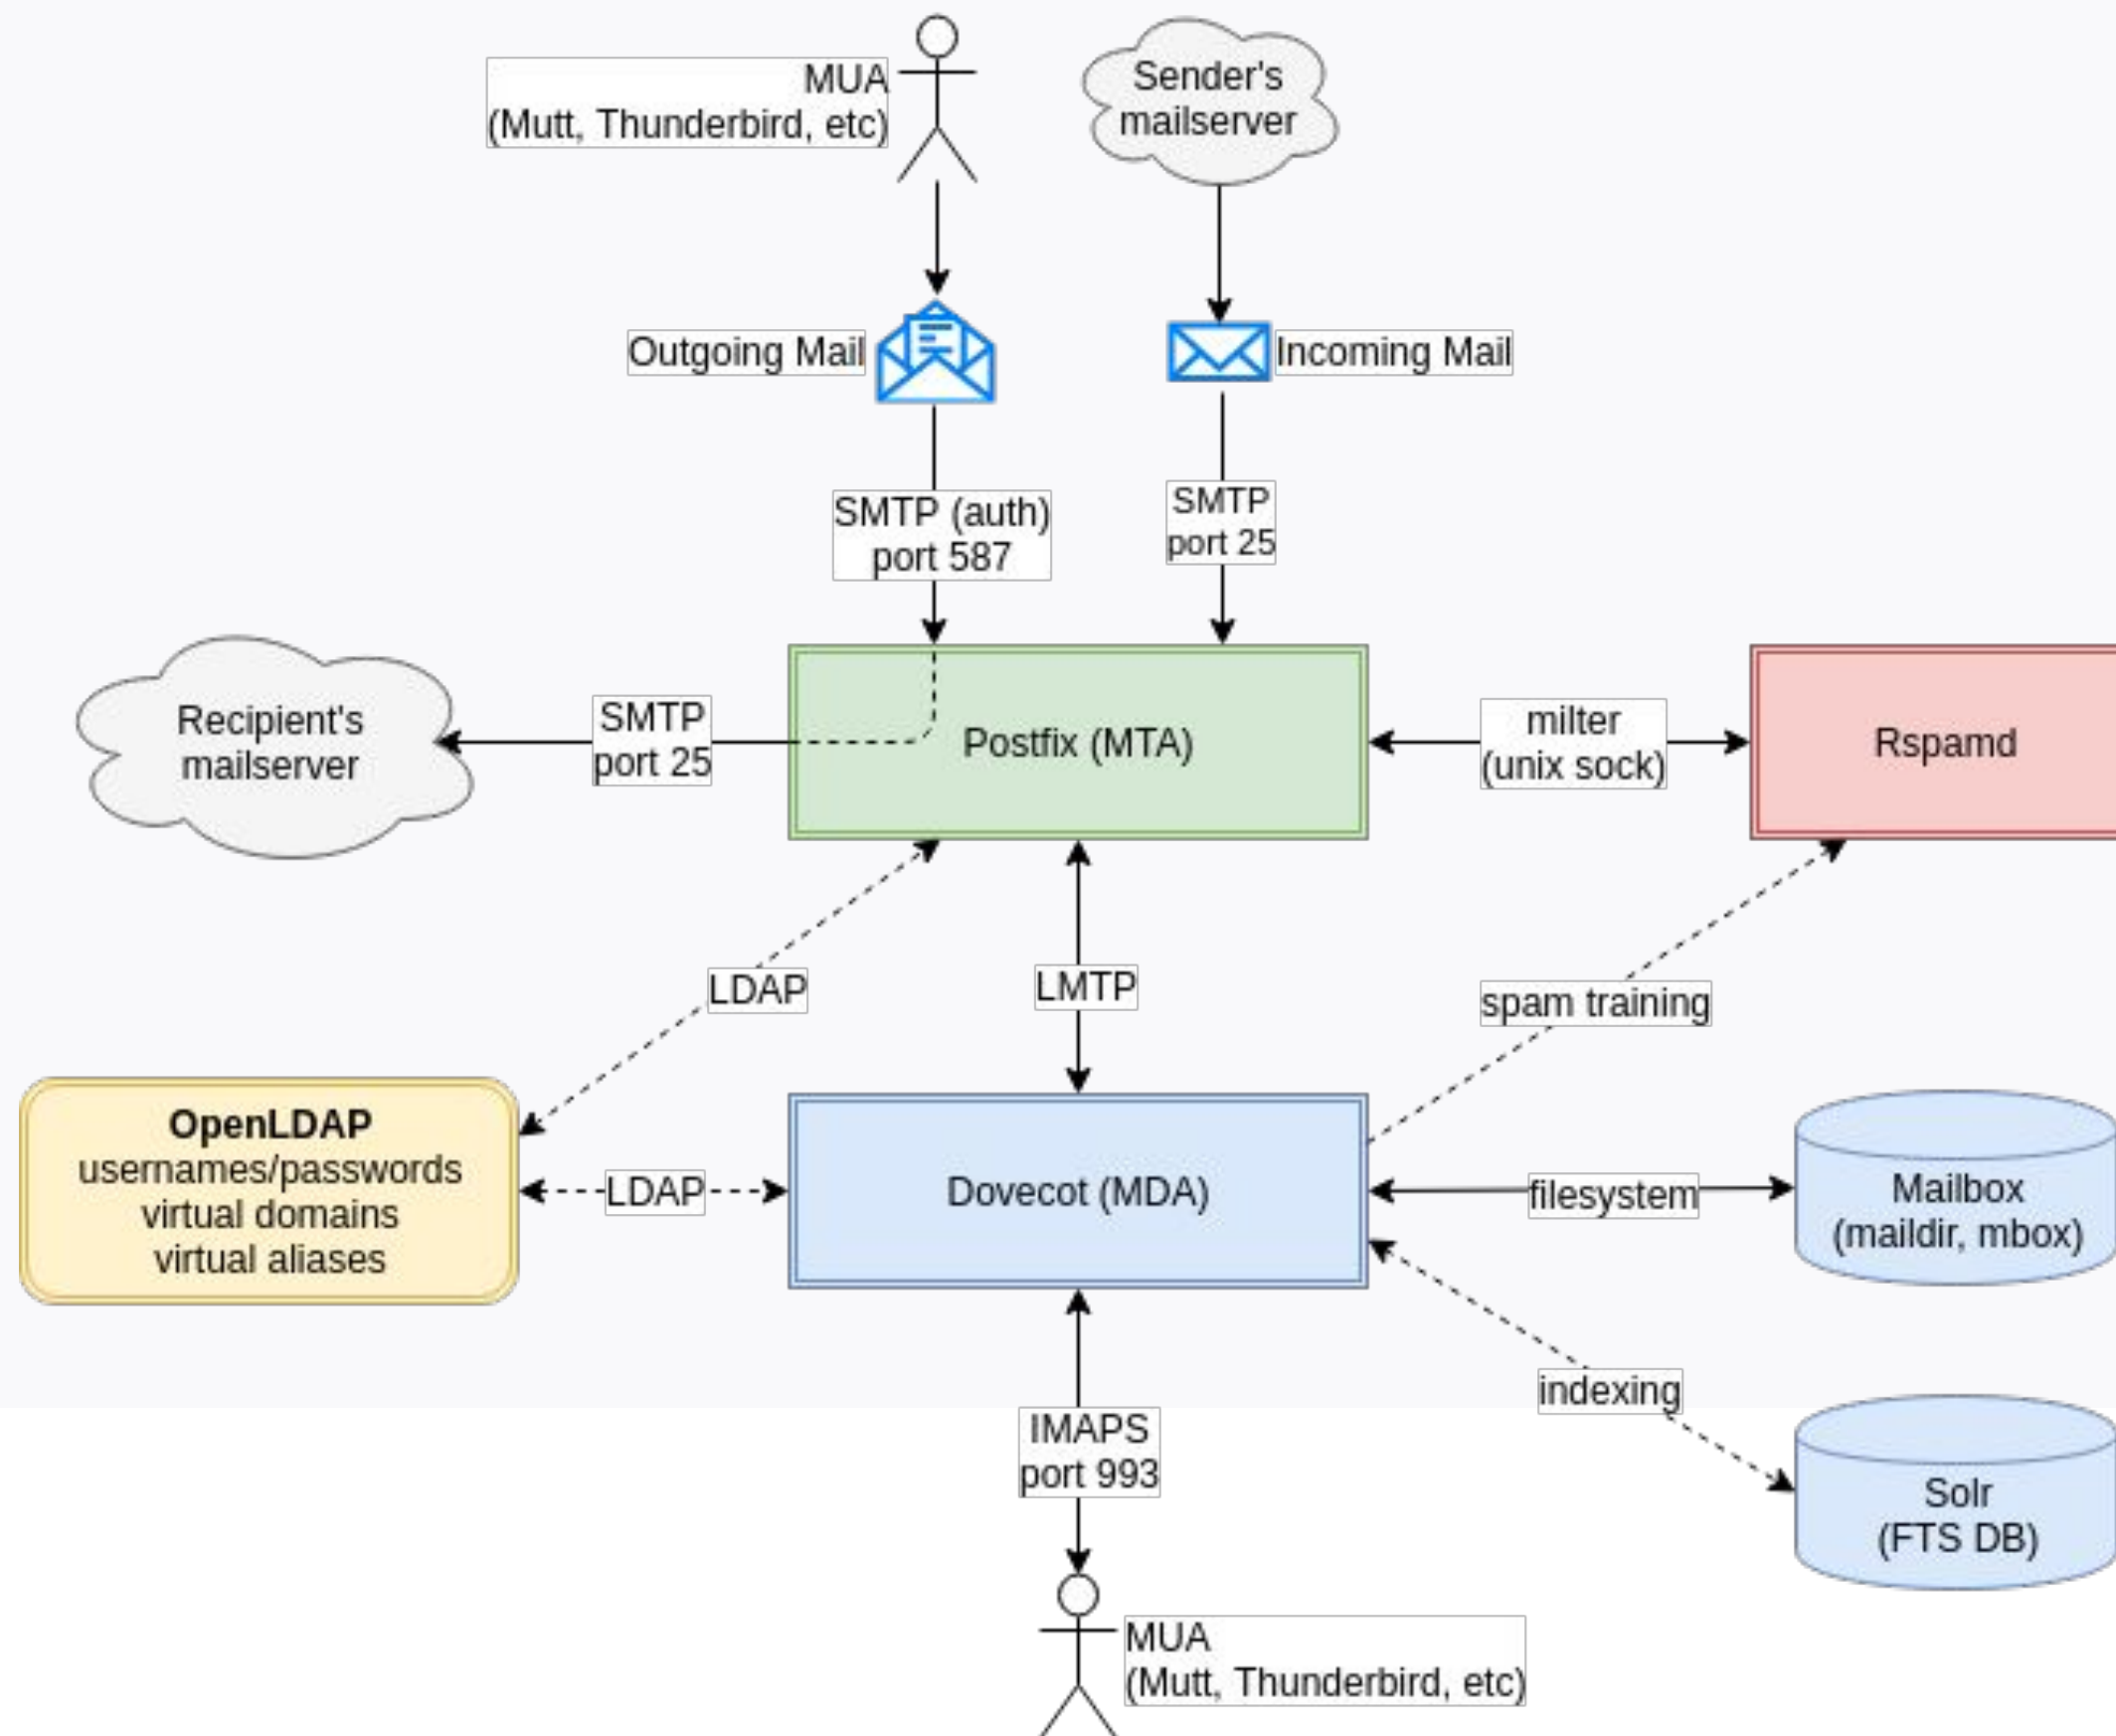 MUA
(Mutt, Thunderbird, etc)
Sender's
mailserver
Outgoing Mail
Incoming Mail
SMTP (auth)
port 587
SMTP
port 25
Recipient's
mailserver
SMTP
port 25
Postfix (MTA)
milter
(unix sock)
Rspamd
LDAP
LMTP
spam training
OpenLDAP
usernames/passwords
virtual domains
virtual aliases
LDAP
Dovecot (MDA)
filesystem
Mailbox
(maildir, mbox)
indexing
IMAPS
port 993
Solr
(FTS DB)
MUA
(Mutt, Thunderbird, etc)